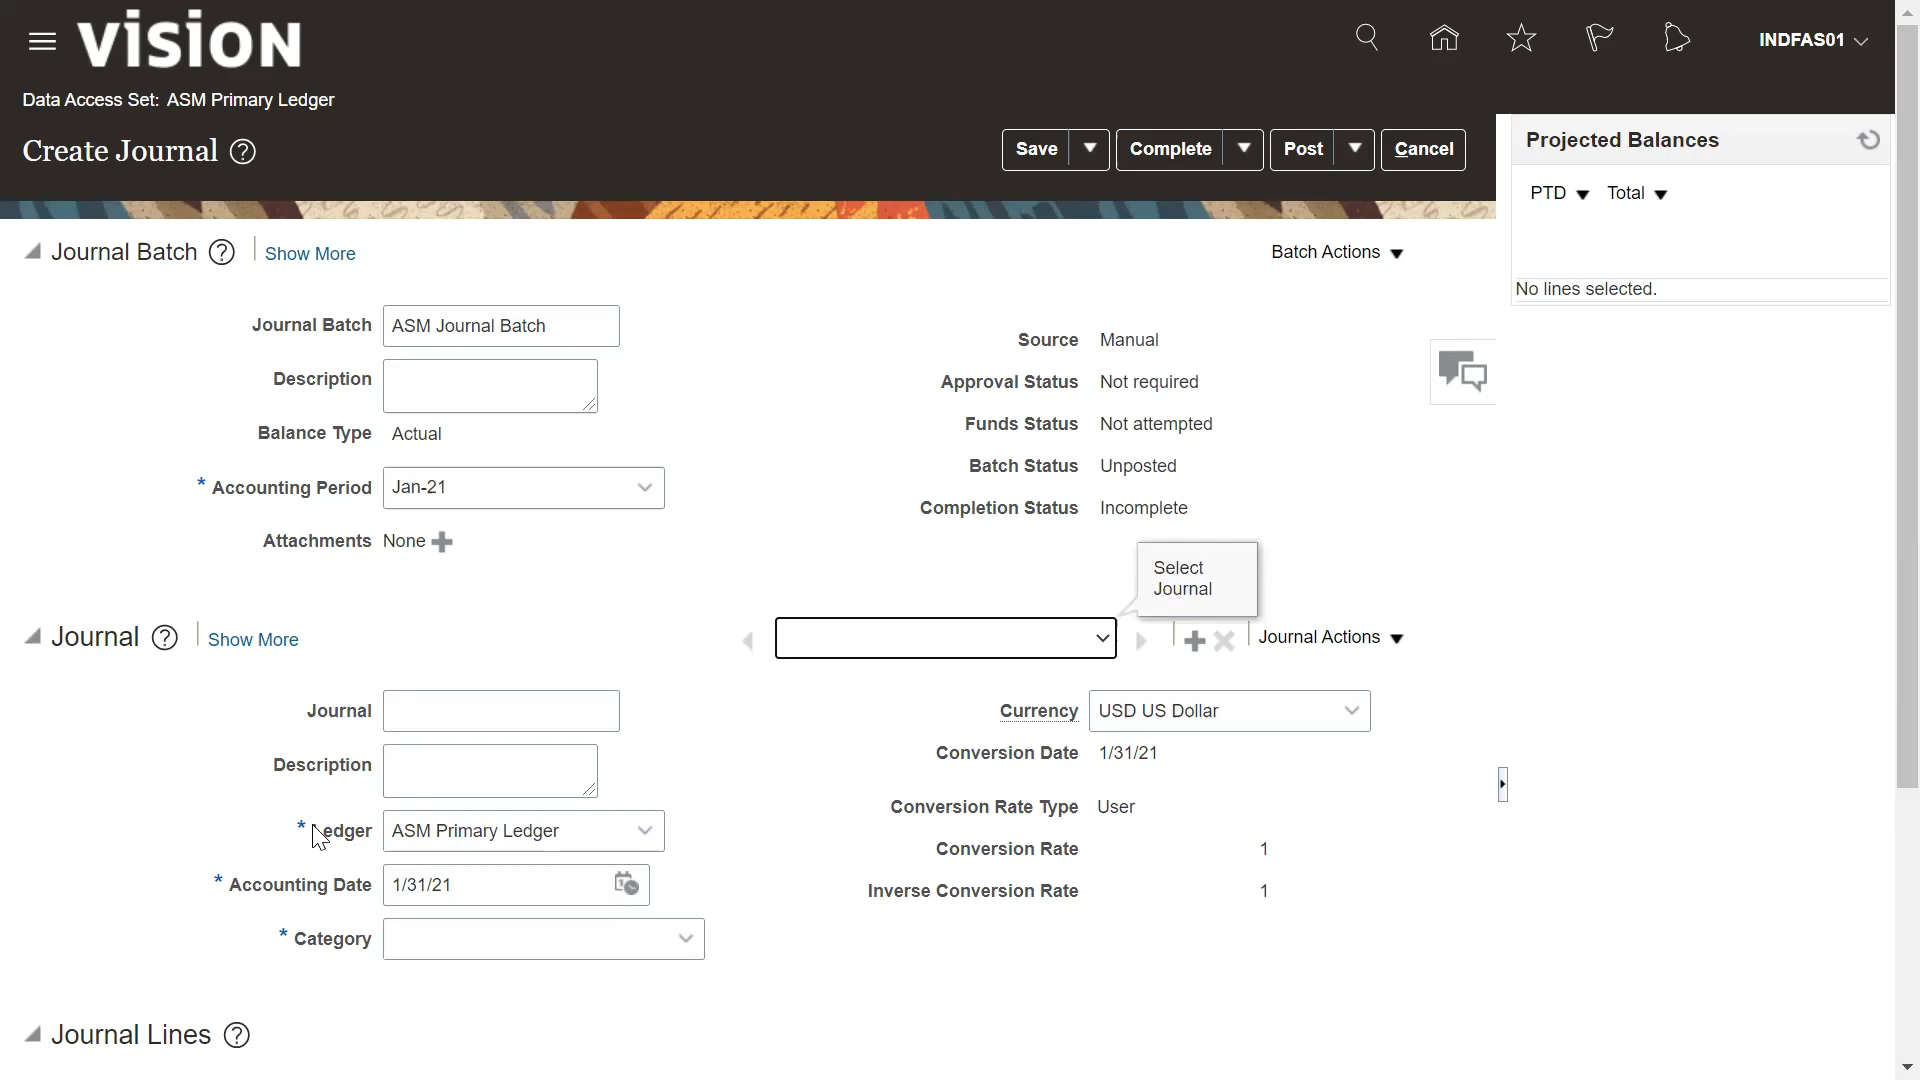 VISION
INDFAS01
Data Access Set: ASM Primary Ledger
Create Journal ?
Save
Complete
Post
Cancel
Projected Balances
PTD
Total
No lines selected.
Journal Batch ? Show More
Batch Actions
Journal Batch ASM Journal Batch
Description
Balance Type Actual
* Accounting Period Jan-21
Attachments None
Source Manual
Approval Status Not required
Funds Status Not attempted
Batch Status Unposted
Completion Status Incomplete
Select
Journal
Journal ? Show More
Journal Actions
Journal
Description
* Ledger ASM Primary Ledger
* Accounting Date 1/31/21
* Category
Currency USD US Dollar
Conversion Date 1/31/21
Conversion Rate Type User
Conversion Rate 1
Inverse Conversion Rate 1
Journal Lines ?